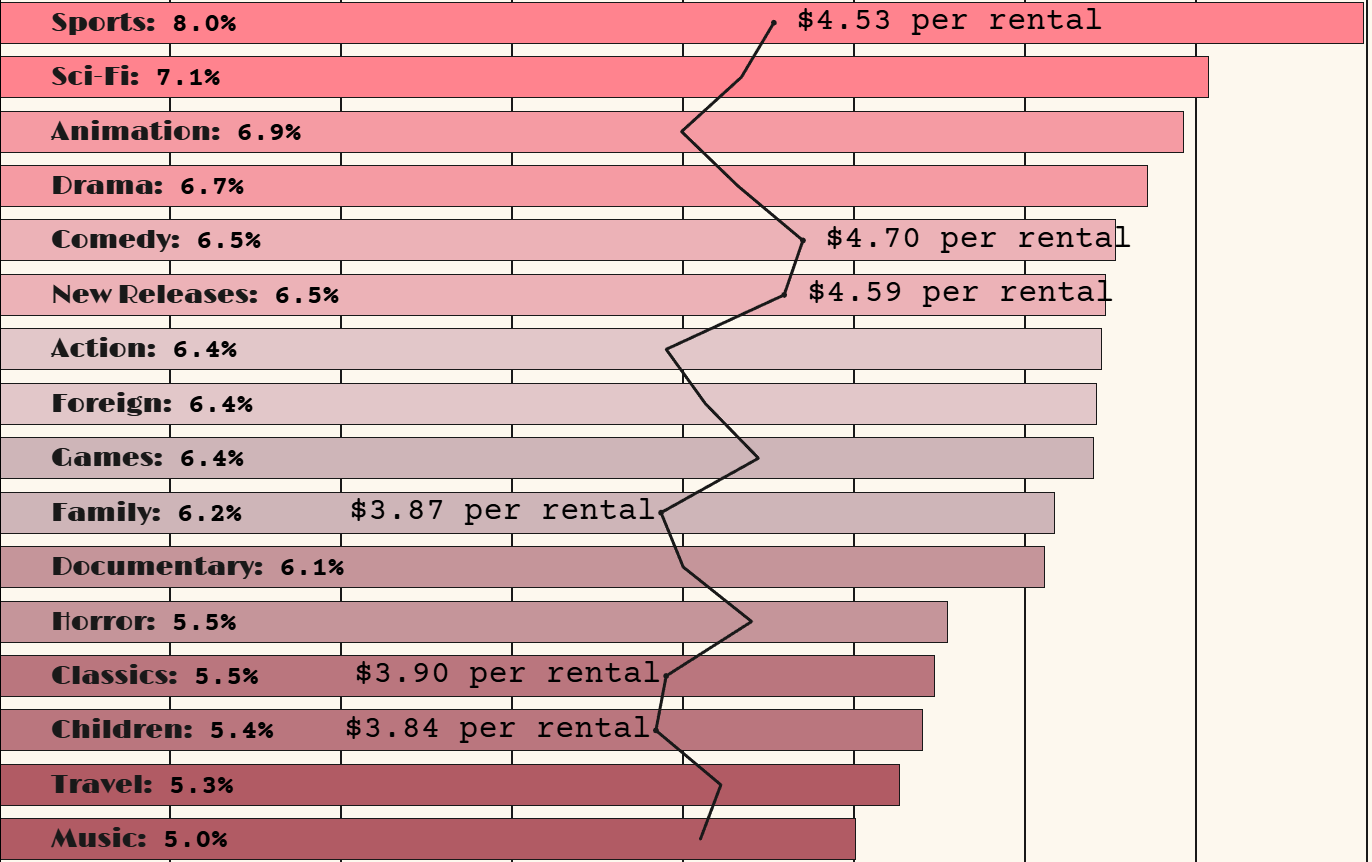 Sports: 8.0% $4.53 per rental
Sci-Fi: 7.1%
Animation: 6.9%
Drama: 6.7%
Comedy: 6.5% $4.70 per rental
New Releases: 6.5% $4.59 per rental
Action: 6.4%
Foreign: 6.4%
Games: 6.4%
Family: 6.2% $3.87 per rental
Documentary: 6.1%
Horror: 5.5%
Classics: 5.5% $3.90 per rental
Children: 5.4% $3.84 per rental
Travel: 5.3%
Music: 5.0%